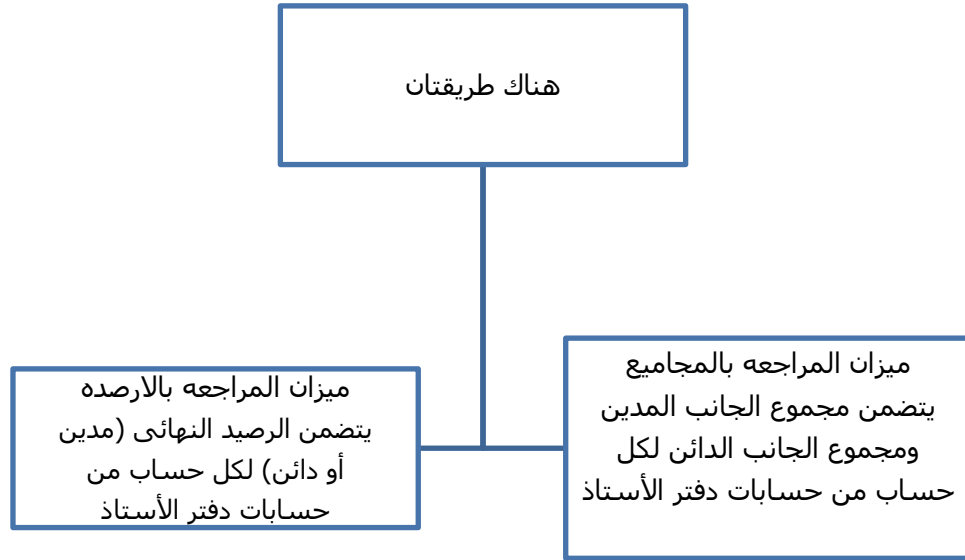 هناك طريقتان
ميزان المراجعه بالمجاميع
يتضمن مجموع الجانب المدين
ومجموع الجانب الدائن لكل
حساب من حسابات دفتر الأستاذ
ميزان المراجعه بالارصده
يتضمن الرصيد النهائى (مدين
أو دائن) لكل حساب من
حسابات دفتر الأستاذ